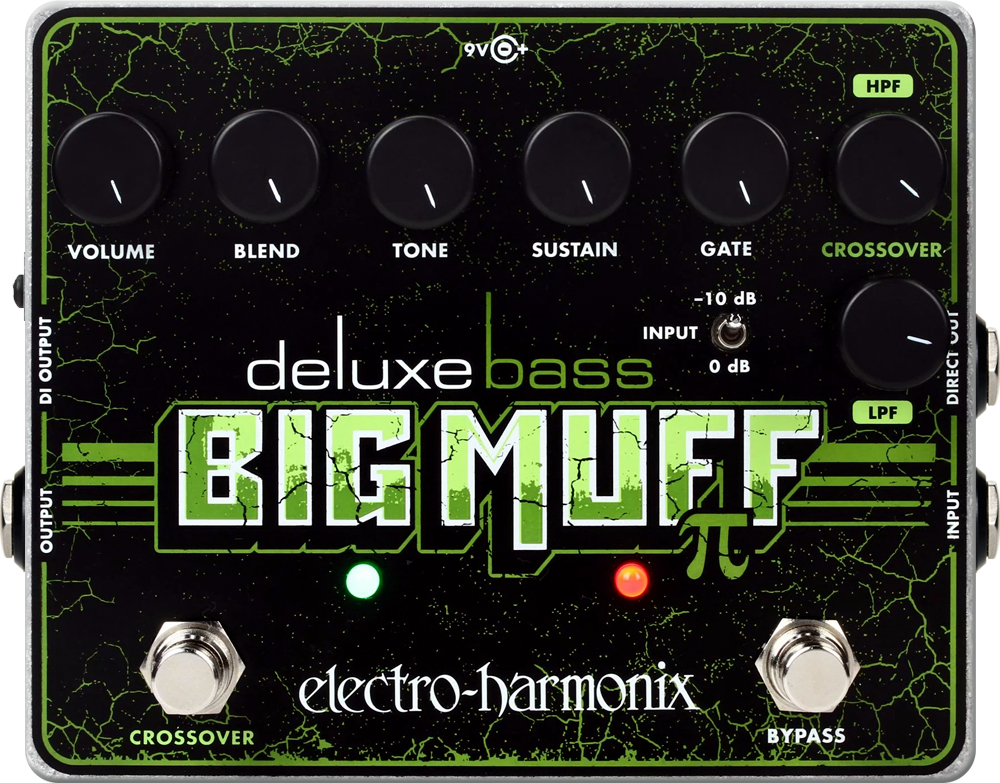 9V
HPF
VOLUME BLEND TONE SUSTAIN GATE CROSSOVER
-10 dB
INPUT
0 dB
DI OUTPUT
DIRECT OUT
deluxe bass
LPF
BIG MUFF
π
OUTPUT
INPUT
electro-harmonix
CROSSOVER
BYPASS